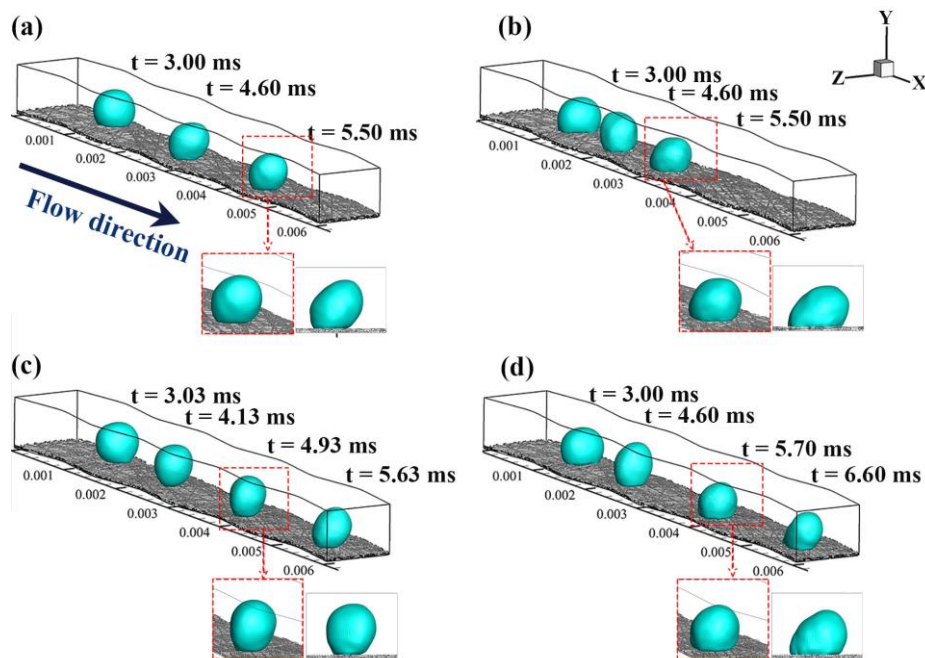 (a)
t = 3.00 ms
t = 4.60 ms
t = 5.50 ms
0.001
0.002
0.003
0.004
0.005
0.006
Flow direction
(b)
t = 3.00 ms
t = 4.60 ms
t = 5.50 ms
0.001
0.002
0.003
0.004
0.005
0.006
Y
Z
X
(c)
t = 3.03 ms
t = 4.13 ms
t = 4.93 ms
t = 5.63 ms
0.001
0.002
0.003
0.004
0.005
0.006
(d)
t = 3.00 ms
t = 4.60 ms
t = 5.70 ms
t = 6.60 ms
0.001
0.002
0.003
0.004
0.005
0.006